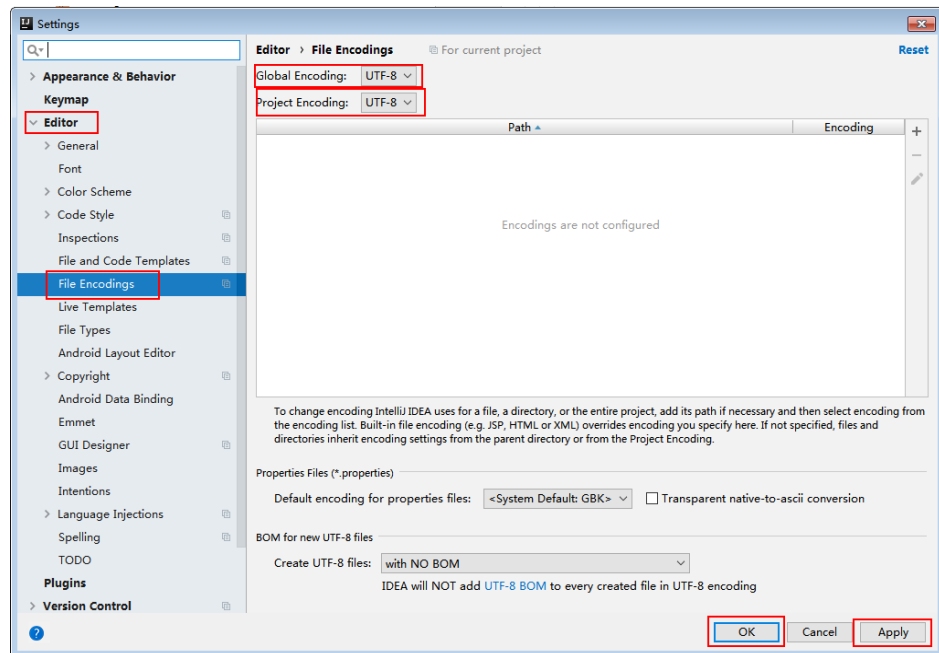 Settings
Editor › File Encodings For current project Reset
Global Encoding: UTF-8
Project Encoding: UTF-8
Appearance & Behavior
Keymap
Editor
General
Font
Color Scheme
Code Style
Inspections
File and Code Templates
File Encodings
Live Templates
File Types
Android Layout Editor
Copyright
Android Data Binding
Emmet
GUI Designer
Images
Intentions
Language Injections
Spelling
TODO
Plugins
Version Control
Path Encoding
Encodings are not configured
To change encoding IntelliJ IDEA uses for a file, a directory, or the entire project, add its path if necessary and then select encoding from
the encoding list. Built-in file encoding (e.g. JSP, HTML or XML) overrides encoding you specify here. If not specified, files and
directories inherit encoding settings from the parent directory or from the Project Encoding.
Properties Files (*.properties)
Default encoding for properties files: <System Default: GBK> Transparent native-to-ascii conversion
BOM for new UTF-8 files
Create UTF-8 files: with NO BOM
IDEA will NOT add UTF-8 BOM to every created file in UTF-8 encoding
?
OK Cancel Apply